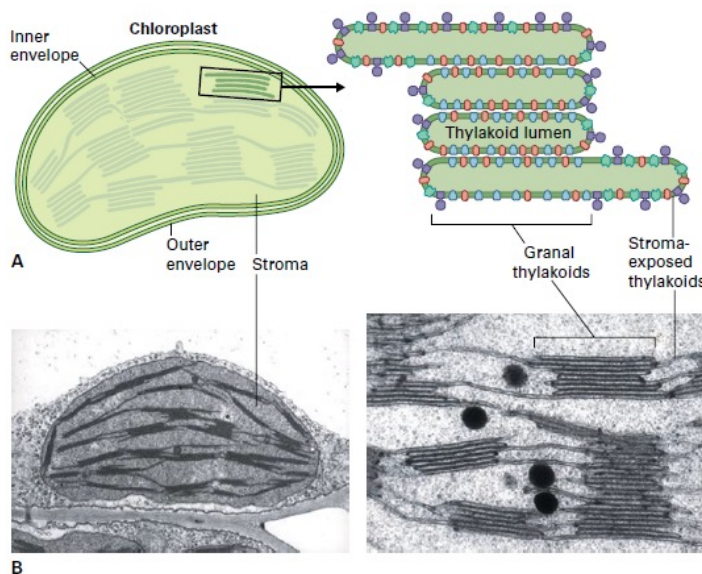 Chloroplast
Inner
envelope
Thylakoid lumen
Outer
envelope
Stroma
A
Granal
thylakoids
Stroma-
exposed
thylakoids
B